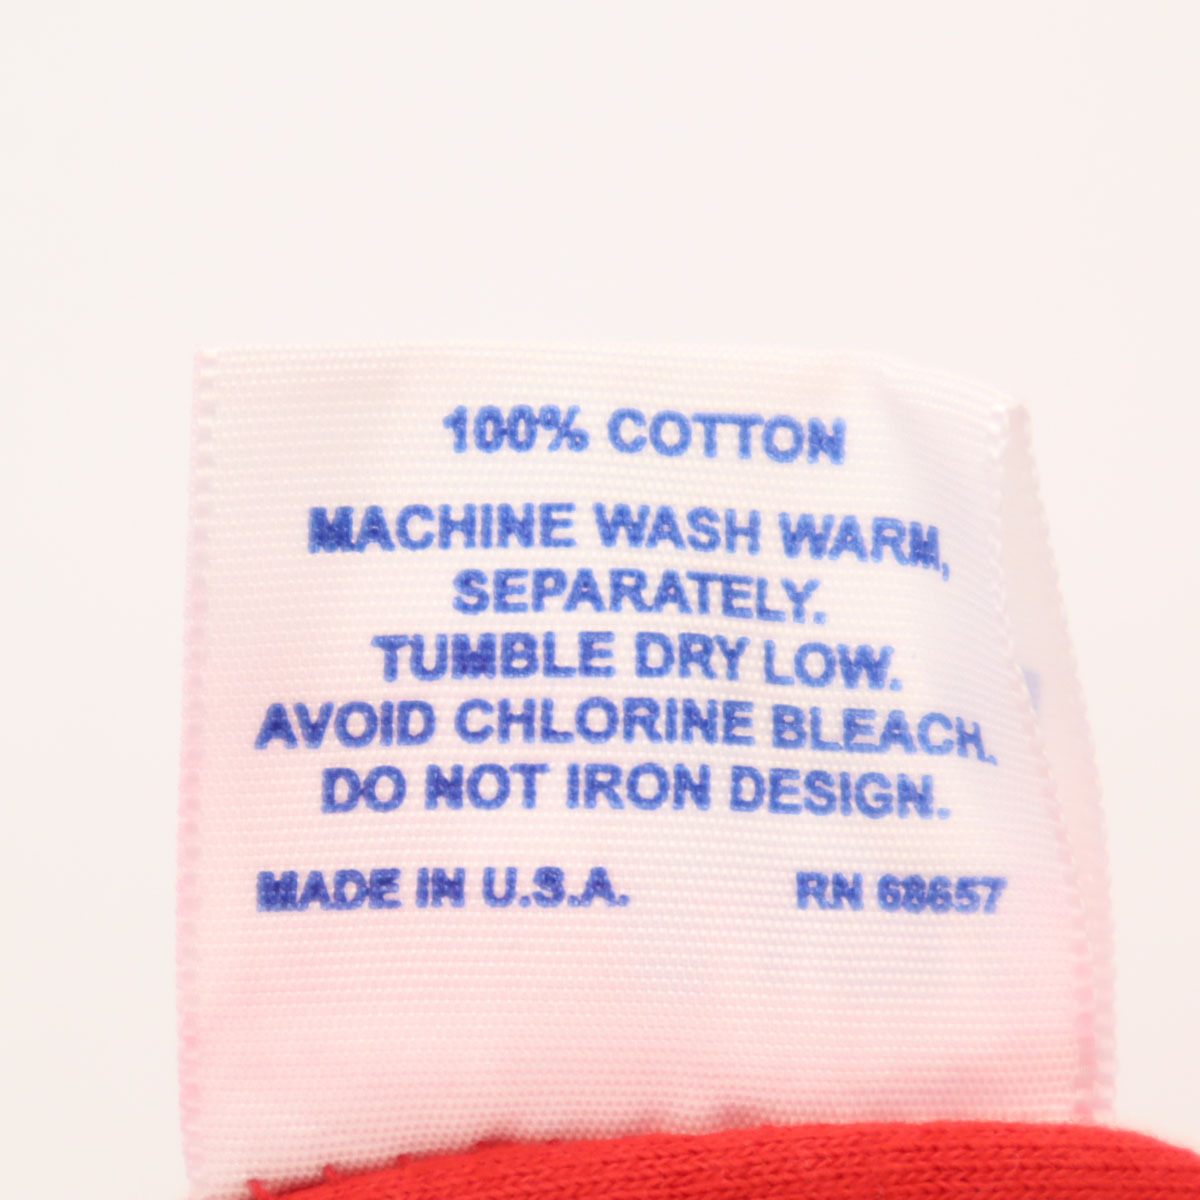 100% COTTON
MACHINE WASH WARM,
SEPARATELY.
TUMBLE DRY LOW.
AVOID CHLORINE BLEACH.
DO NOT IRON DESIGN.
MADE IN U.S.A. RN 68657